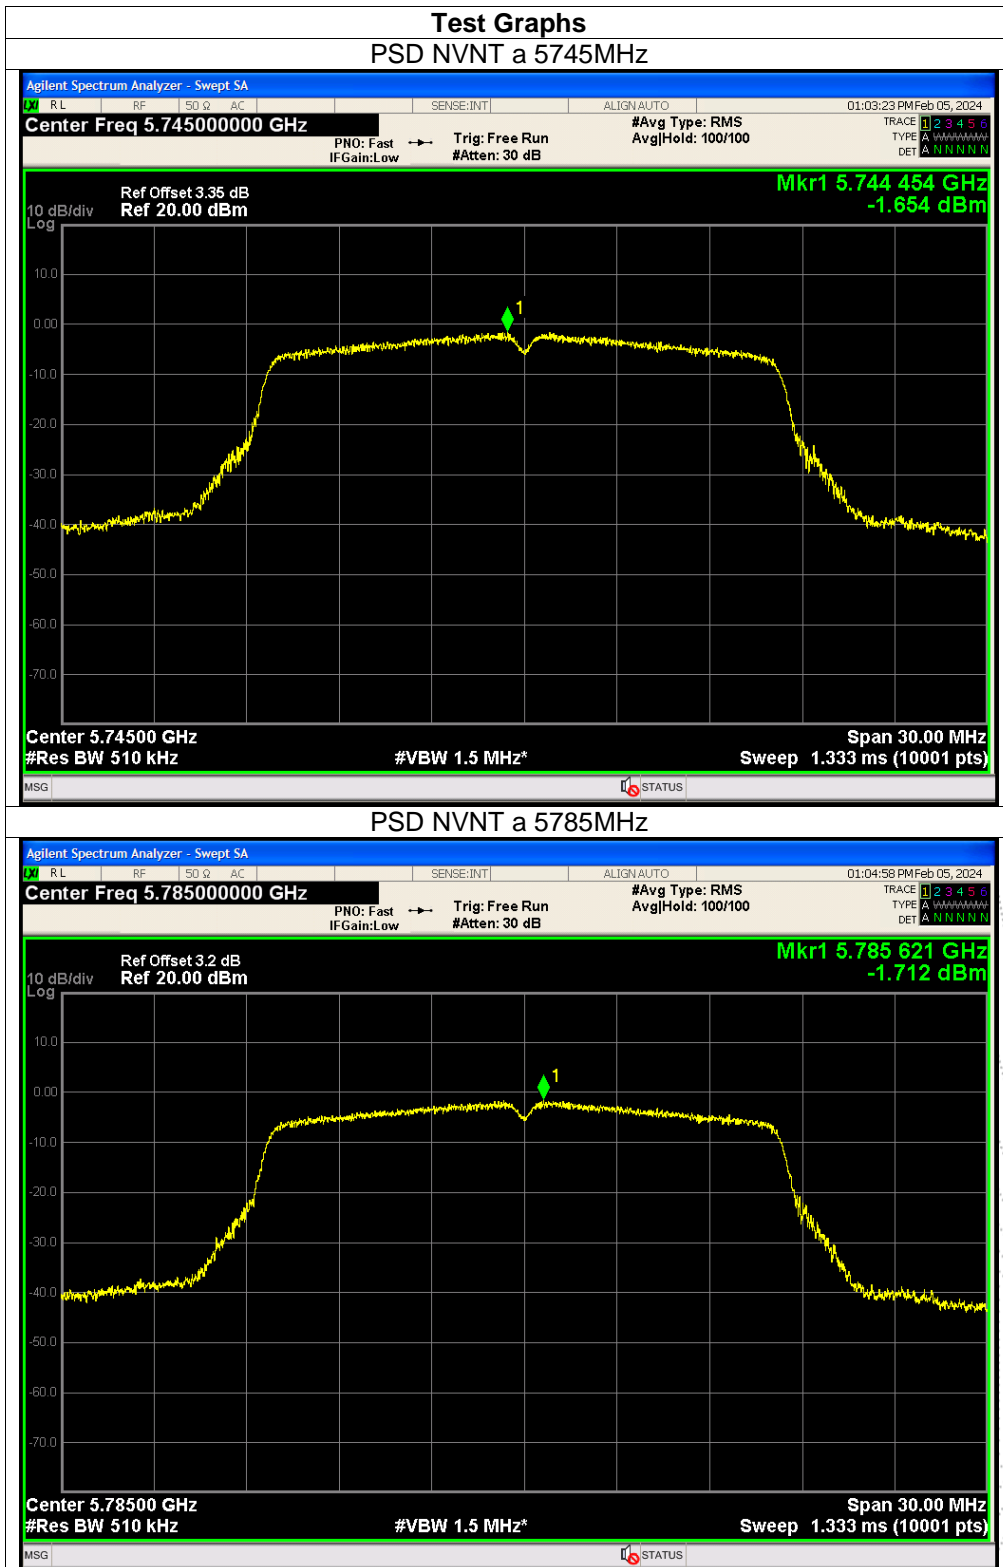 Test Graphs
PSD NVNT a 5745MHz
Agilent Spectrum Analyzer - Swept SA
LXI RL RF 50 Ω AC SENSE:INT ALIGN AUTO 01:03:23 PM Feb 05, 2024
Center Freq 5.745000000 GHz #Avg Type: RMS TRACE 1 2 3 4 5 6
PNO: Fast Trig: Free Run Avg|Hold: 100/100 TYPE A WWWWW
IFGain:Low #Atten: 30 dB DET A N N N N N
Mkr1 5.744 454 GHz
Ref Offset 3.35 dB
10 dB/div Ref 20.00 dBm -1.654 dBm
Log
10.0
1
0.00
-10.0
-20.0
-30.0
-40.0
-50.0
-60.0
-70.0
Center 5.74500 GHz Span 30.00 MHz
#Res BW 510 kHz #VBW 1.5 MHz* Sweep 1.333 ms (10001 pts)
MSG STATUS
PSD NVNT a 5785MHz
Agilent Spectrum Analyzer - Swept SA
LXI RL RF 50 Ω AC SENSE:INT ALIGN AUTO 01:04:58 PM Feb 05, 2024
Center Freq 5.785000000 GHz #Avg Type: RMS TRACE 1 2 3 4 5 6
PNO: Fast Trig: Free Run Avg|Hold: 100/100 TYPE A WWWWW
IFGain:Low #Atten: 30 dB DET A N N N N N
Mkr1 5.785 621 GHz
Ref Offset 3.2 dB
10 dB/div Ref 20.00 dBm -1.712 dBm
Log
10.0
1
0.00
-10.0
-20.0
-30.0
-40.0
-50.0
-60.0
-70.0
Center 5.78500 GHz Span 30.00 MHz
#Res BW 510 kHz #VBW 1.5 MHz* Sweep 1.333 ms (10001 pts)
MSG STATUS